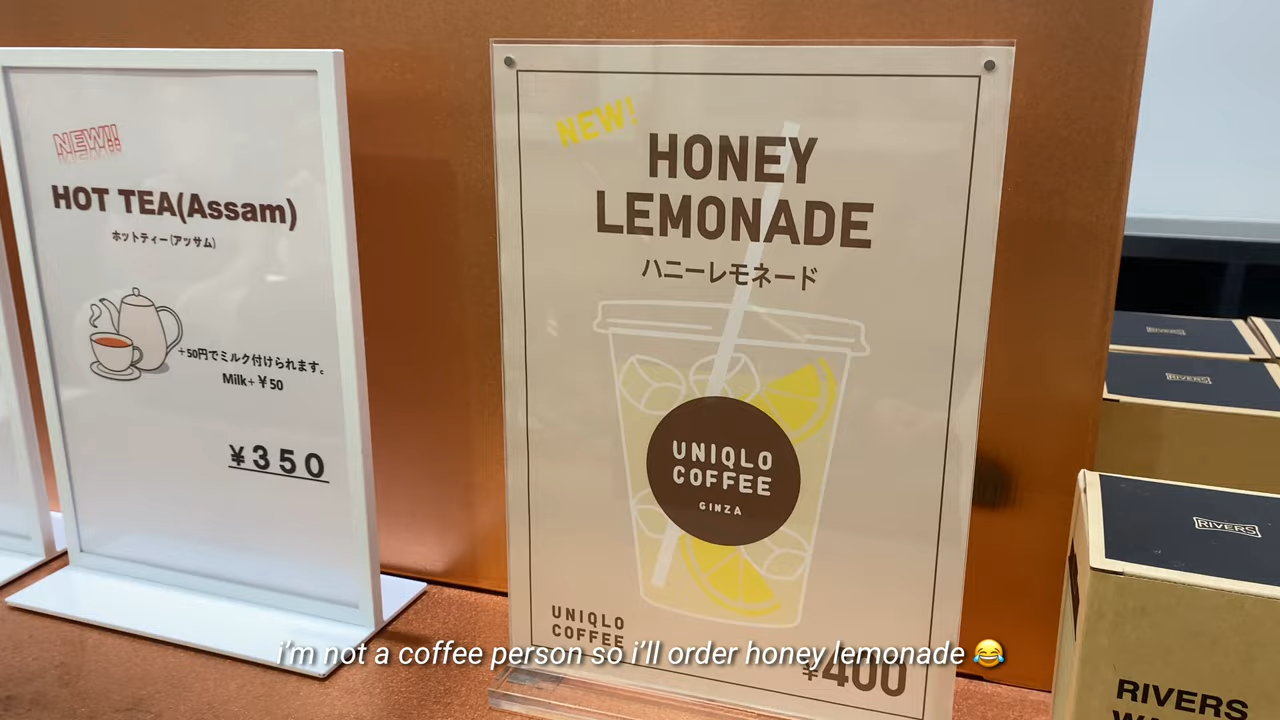 NEW!!
HOT TEA(Assam)
ホットティー(アッサム)
+50円でミルク付けられます。
Milk+¥50
¥350
NEW!
HONEY
LEMONADE
ハニーレモネード
UNIQLO
COFFEE
GINZA
UNIQLO
COFFEE
¥400
i'm not a coffee person so i'll order honey lemonade 😂
RIVERS
RIVERS
RIVERS
RIVERS